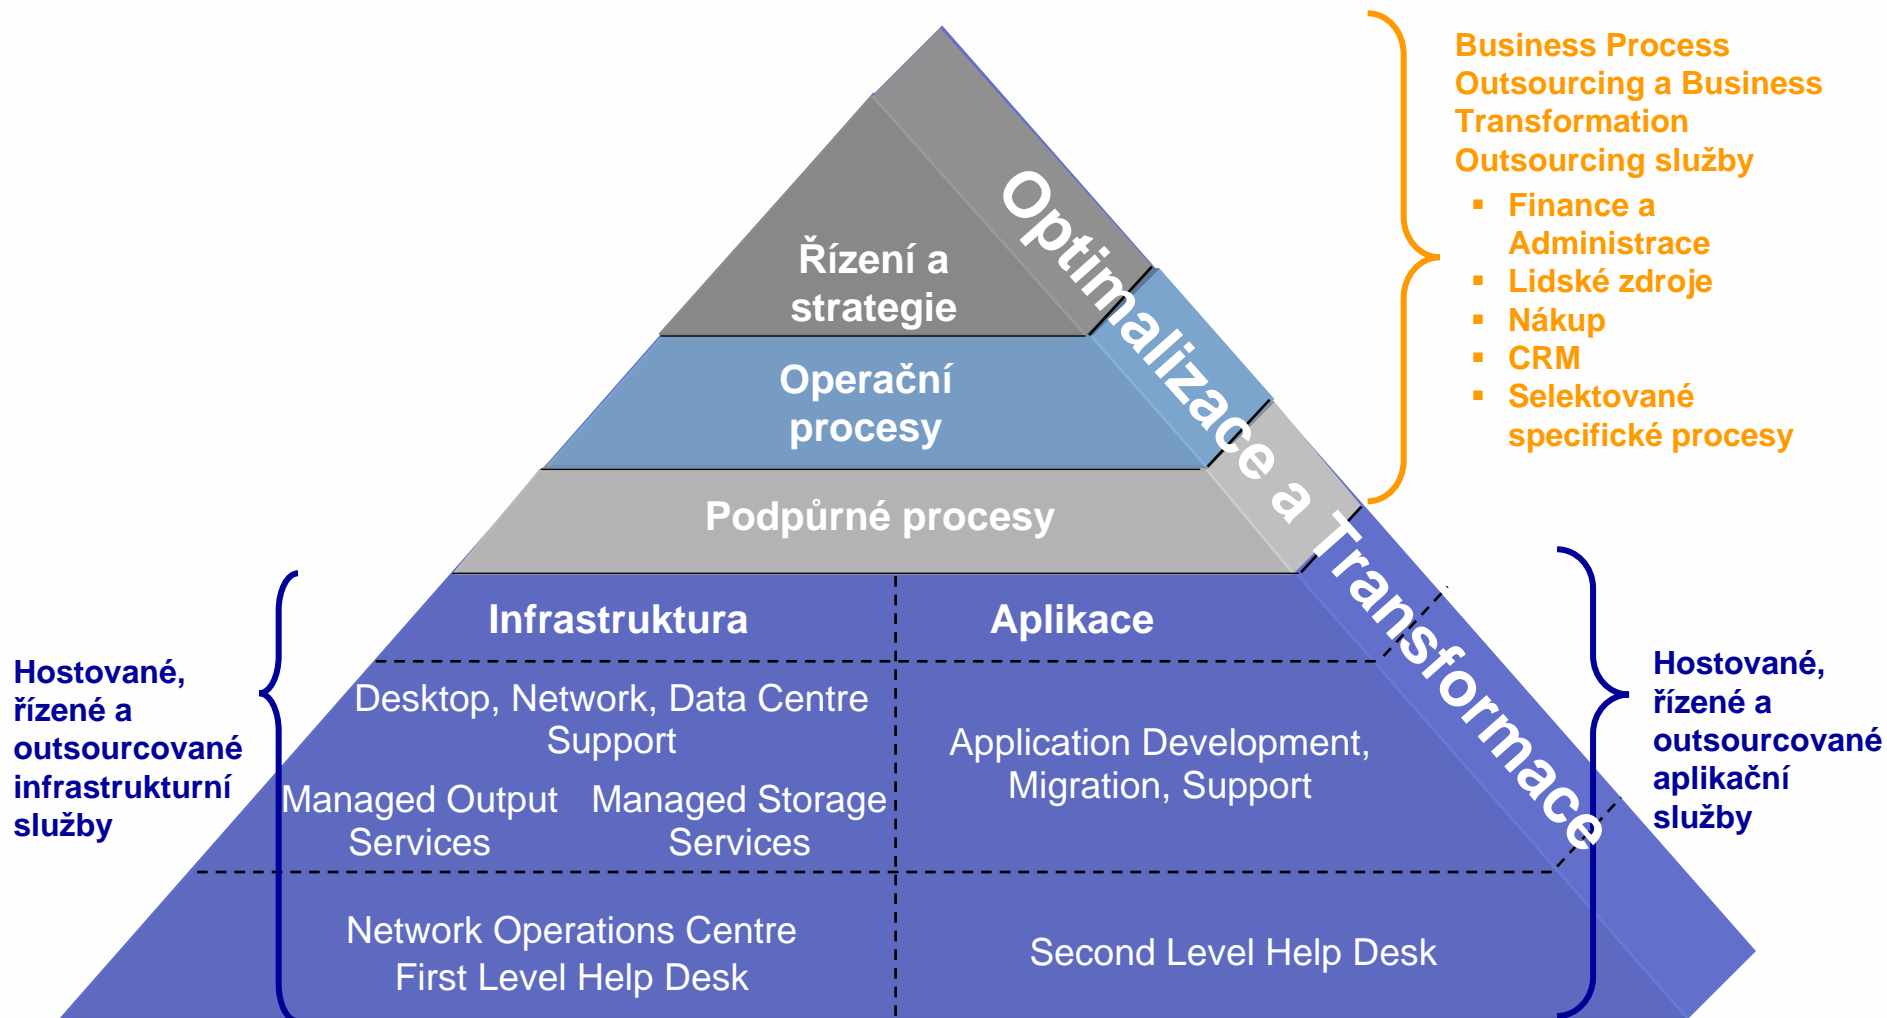 Business Process
Outsourcing a Business
Transformation
Outsourcing služby
▪ Finance a
Administrace
▪ Lidské zdroje
▪ Nákup
▪ CRM
▪ Selektované
specifické procesy
Optimalizace a Transformace
Řízení a
strategie
Operační
procesy
Podpůrné procesy
Infrastruktura
Aplikace
Hostované,
řízené a
outsourcované
infrastrukturní
služby
Desktop, Network, Data Centre
Support
Managed Output
Services
Managed Storage
Services
Application Development,
Migration, Support
Hostované,
řízené a
outsourcované
aplikační
služby
Network Operations Centre
First Level Help Desk
Second Level Help Desk